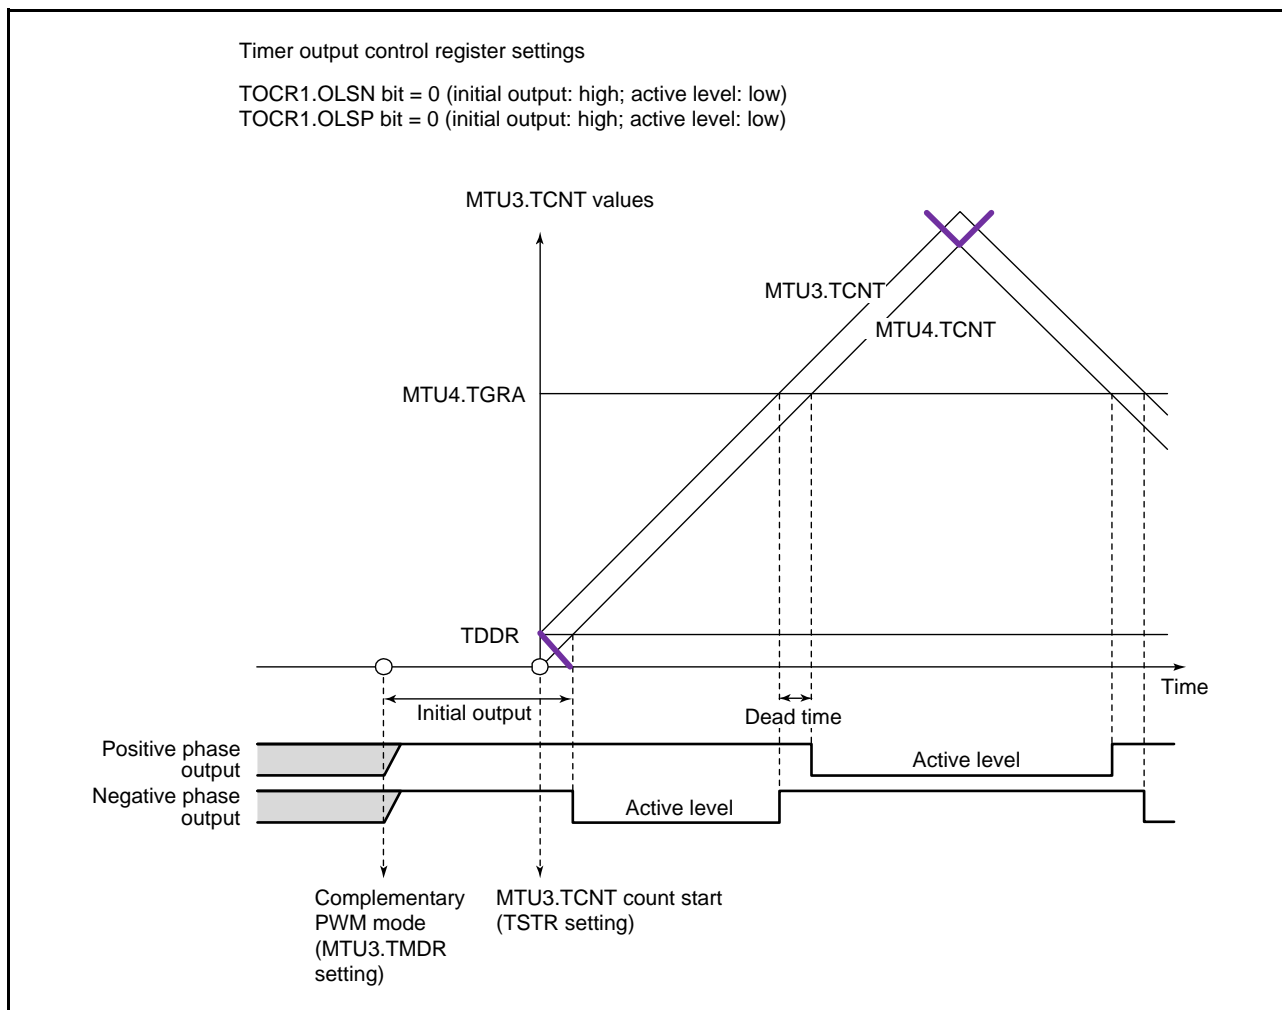 Timer output control register settings
TOCR1.OLSN bit = 0 (initial output: high; active level: low)
TOCR1.OLSP bit = 0 (initial output: high; active level: low)
MTU3.TCNT values
MTU3.TCNT
MTU4.TCNT
MTU4.TGRA
TDDR
Time
Initial output
Dead time
Positive phase
output
Active level
Negative phase
output
Active level
Complementary
PWM mode
(MTU3.TMDR
setting)
MTU3.TCNT count start
(TSTR setting)